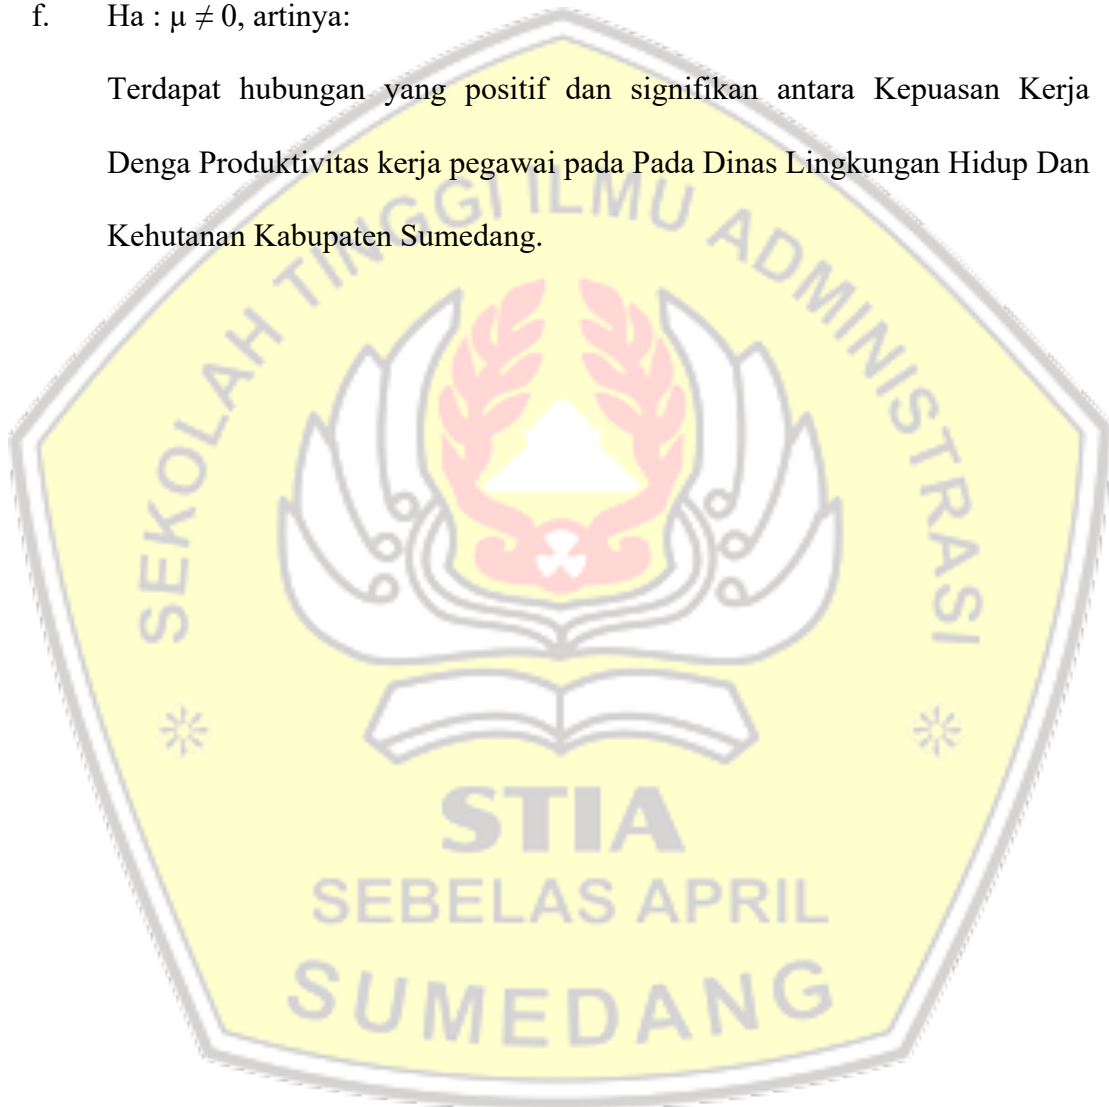 f. Ha : µ ≠ 0, artinya:
Terdapat hubungan yang positif dan signifikan antara Kepuasan Kerja
Denga Produktivitas kerja pegawai pada Pada Dinas Lingkungan Hidup Dan
Kehutanan Kabupaten Sumedang.
SEKOLAH TINGGI ILMU ADMINISTRASI
STIA
SEBELAS APRIL
SUMEDANG